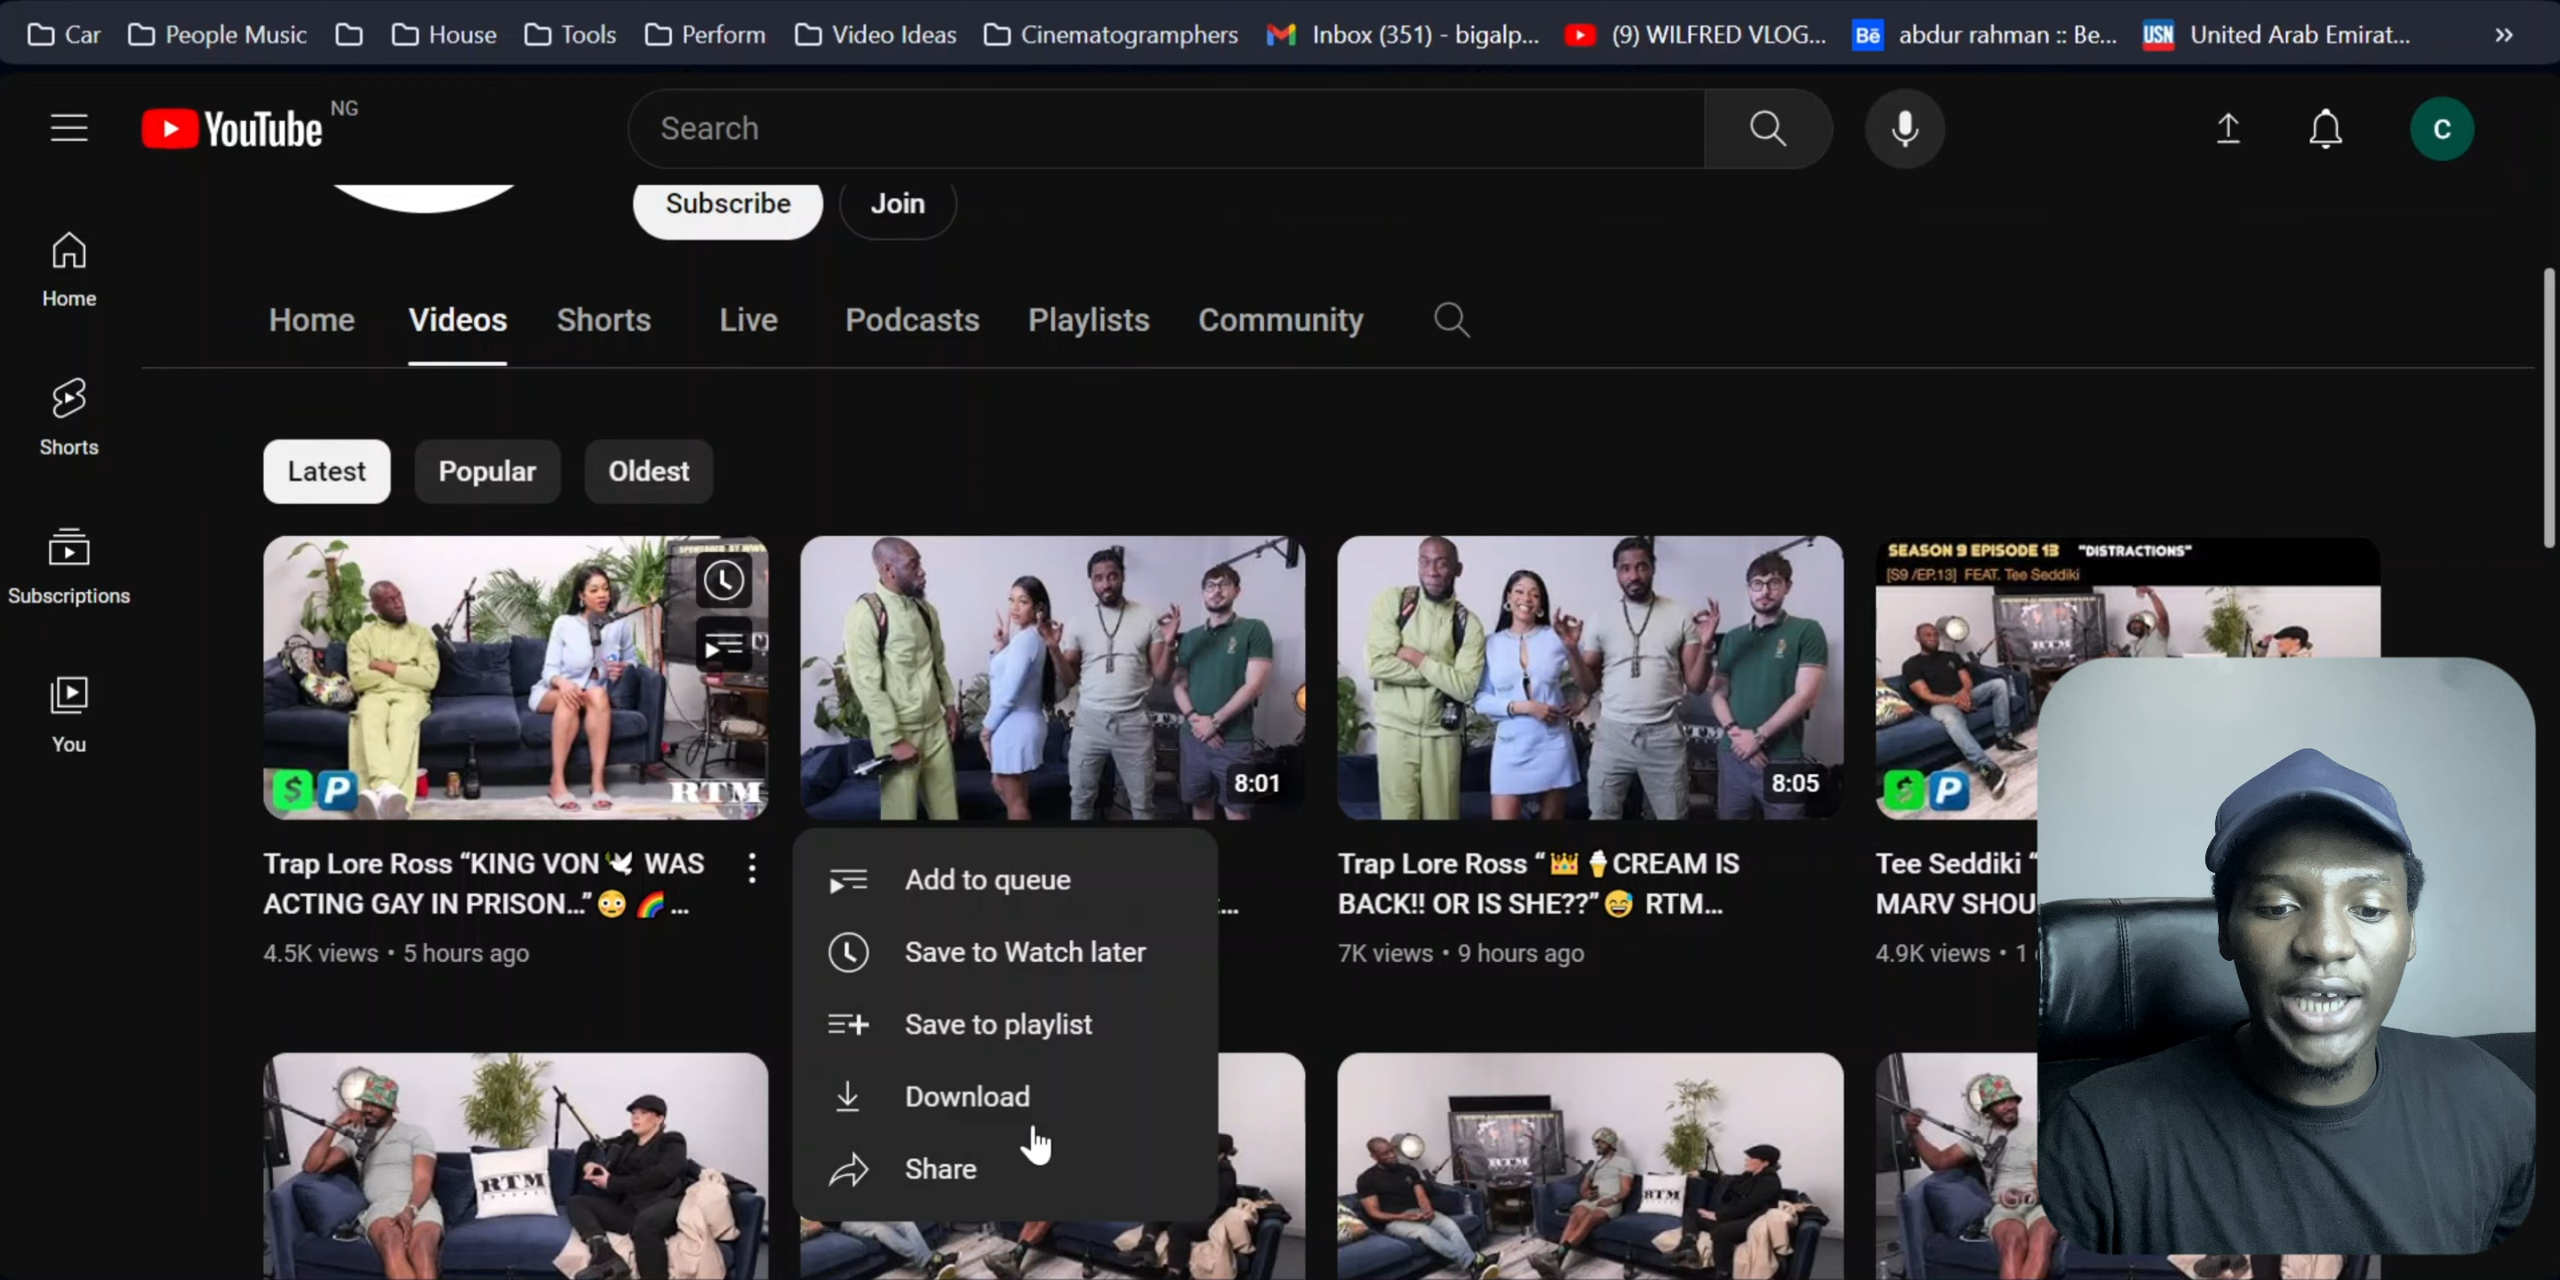 Car People Music House Tools Perform Video Ideas Cinematogramphers Inbox (351) - bigalp... (9) WILFRED VLOG... Bē abdur rahman :: Be... USN United Arab Emirat... »
YouTube NG
Search
C
Subscribe Join
Home
Shorts
Subscriptions
You
Home Videos Shorts Live Podcasts Playlists Community
Latest Popular Oldest
RTM
8:01
8:05
SEASON 9 EPISODE 13 "DISTRACTIONS"
[S9 /EP.13] FEAT. Tee Seddiki
Trap Lore Ross “KING VON🕊️ WAS
ACTING GAY IN PRISON...”😳 🌈 ...
4.5K views • 5 hours ago
Add to queue
Save to Watch later
Save to playlist
Download
Share
...
Trap Lore Ross “👑 🍦CREAM IS
BACK!! OR IS SHE??”😅 RTM...
7K views • 9 hours ago
Tee Seddiki “
MARV SHOU
4.9K views • 1
RTM
RTM
RTM